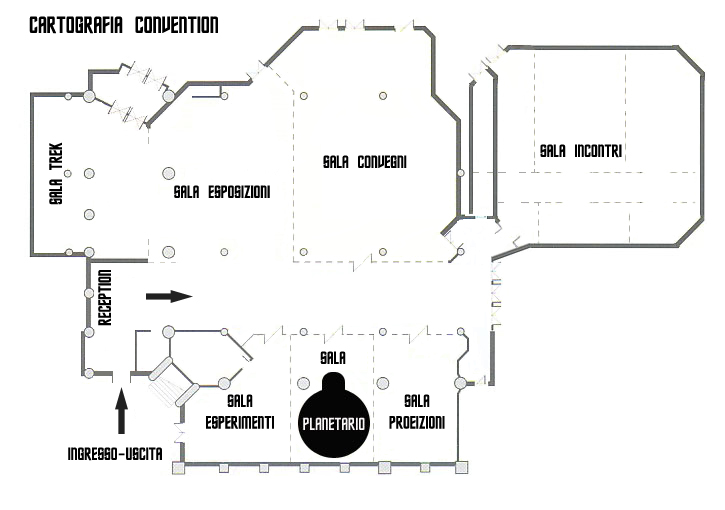 CARTOGRAFIA CONVENTION
SALA TREK
SALA ESPOSIZIONI
SALA CONVEGNI
SALA INCONTRI
RECEPTION
SALA
ESPERIMENTI
SALA
PLANETARIO
SALA
PROEIZIONI
INGRESSO-USCITA